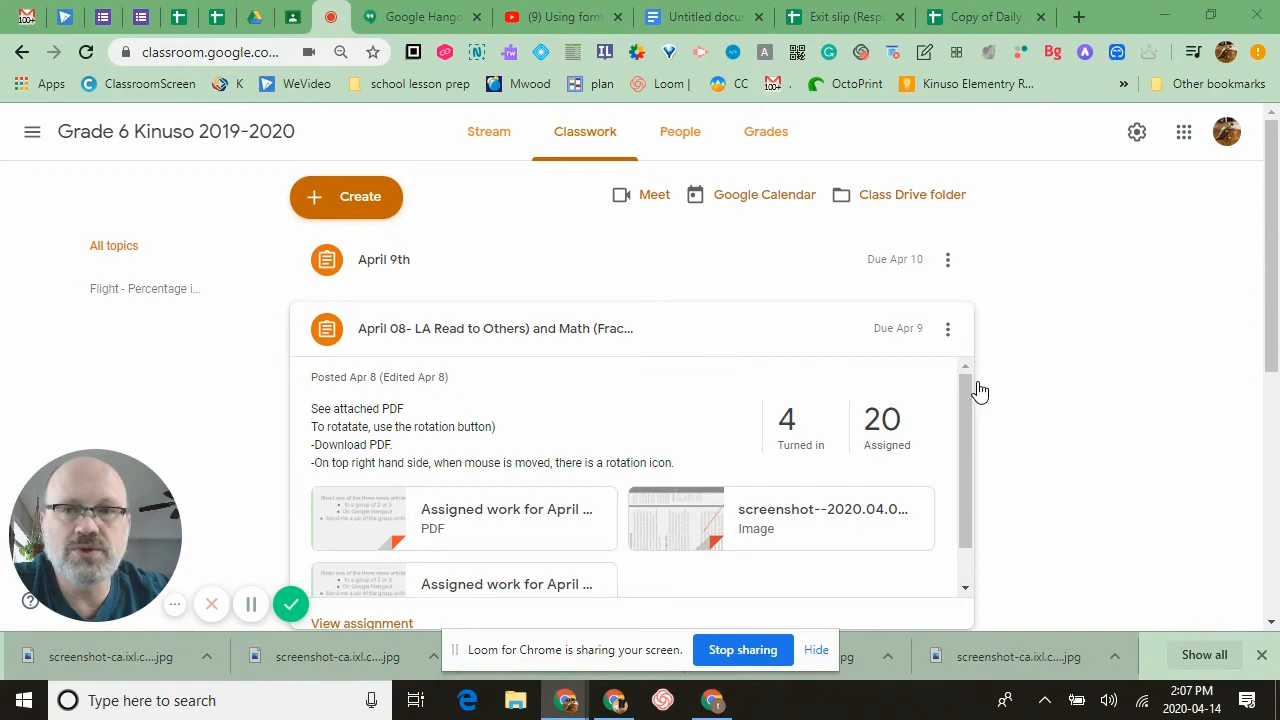 Google Hango
(9) Using form
Untitled docu
Exit slip (Resp
Copy of Daily
classroom.google.co...
Apps
ClassroomScreen
K
WeVideo
school lesson prep
Mwood
plan
Loom |
CC
.
OctoPrint
Kinuso Elementry R...
»
Other bookmarks
Grade 6 Kinuso 2019-2020
Stream
Classwork
People
Grades
Create
Meet
Google Calendar
Class Drive folder
All topics
Flight - Percentage i...
April 9th
Due Apr 10
April 08- LA Read to Others) and Math (Frac...
Due Apr 9
Posted Apr 8 (Edited Apr 8)
See attached PDF
To rotatate, use the rotation button)
-Download PDF.
-On top right hand side, when mouse is moved, there is a rotation icon.
4
Turned in
20
Assigned
Assigned work for April ...
PDF
screenshot--2020.04.0...
Image
Assigned work for April ...
View assignment
screenshot-ca.ixl.c....jpg
screenshot-ca.ixl.c....jpg
Loom for Chrome is sharing your screen.
Stop sharing
Hide
pg
screenshot-ca.ixl.c....jpg
Show all
Type here to search
2:07 PM
2020-04-14